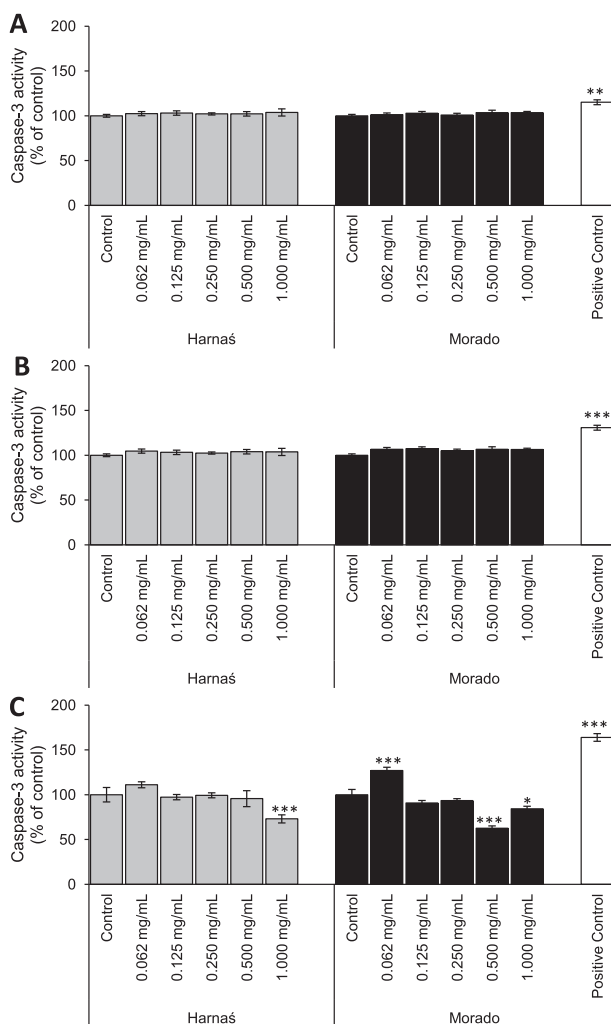 A
Caspase-3 activity
(% of control)
200
150
100
50
0
**
Control
0.062 mg/mL
0.125 mg/mL
0.250 mg/mL
0.500 mg/mL
1.000 mg/mL
Control
0.062 mg/mL
0.125 mg/mL
0.250 mg/mL
0.500 mg/mL
1.000 mg/mL
Positive Control
Harnaś
Morado
B
Caspase-3 activity
(% of control)
200
150
100
50
0
***
Control
0.062 mg/mL
0.125 mg/mL
0.250 mg/mL
0.500 mg/mL
1.000 mg/mL
Control
0.062 mg/mL
0.125 mg/mL
0.250 mg/mL
0.500 mg/mL
1.000 mg/mL
Positive Control
Harnaś
Morado
C
Caspase-3 activity
(% of control)
200
150
100
50
0
***
***
***
*
***
Control
0.062 mg/mL
0.125 mg/mL
0.250 mg/mL
0.500 mg/mL
1.000 mg/mL
Control
0.062 mg/mL
0.125 mg/mL
0.250 mg/mL
0.500 mg/mL
1.000 mg/mL
Positive Control
Harnaś
Morado